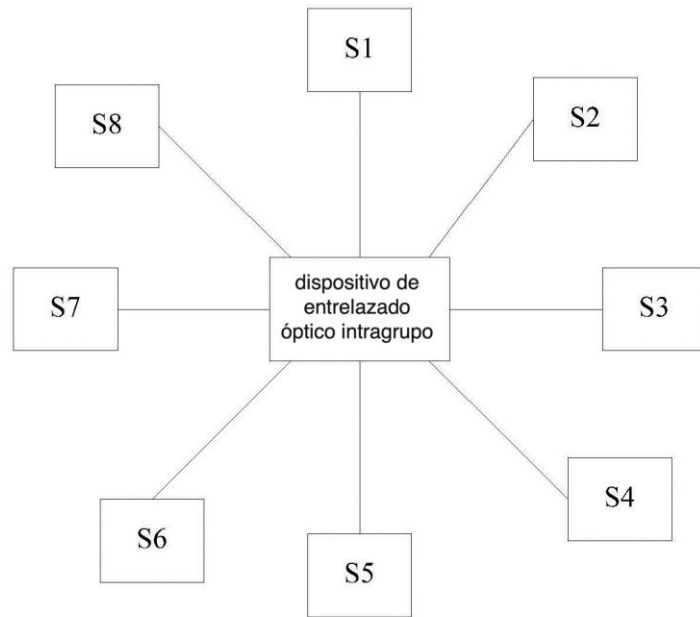 S1
S8
S2
dispositivo de
entrelazado
óptico intragrupo
S7
S3
S6
S4
S5